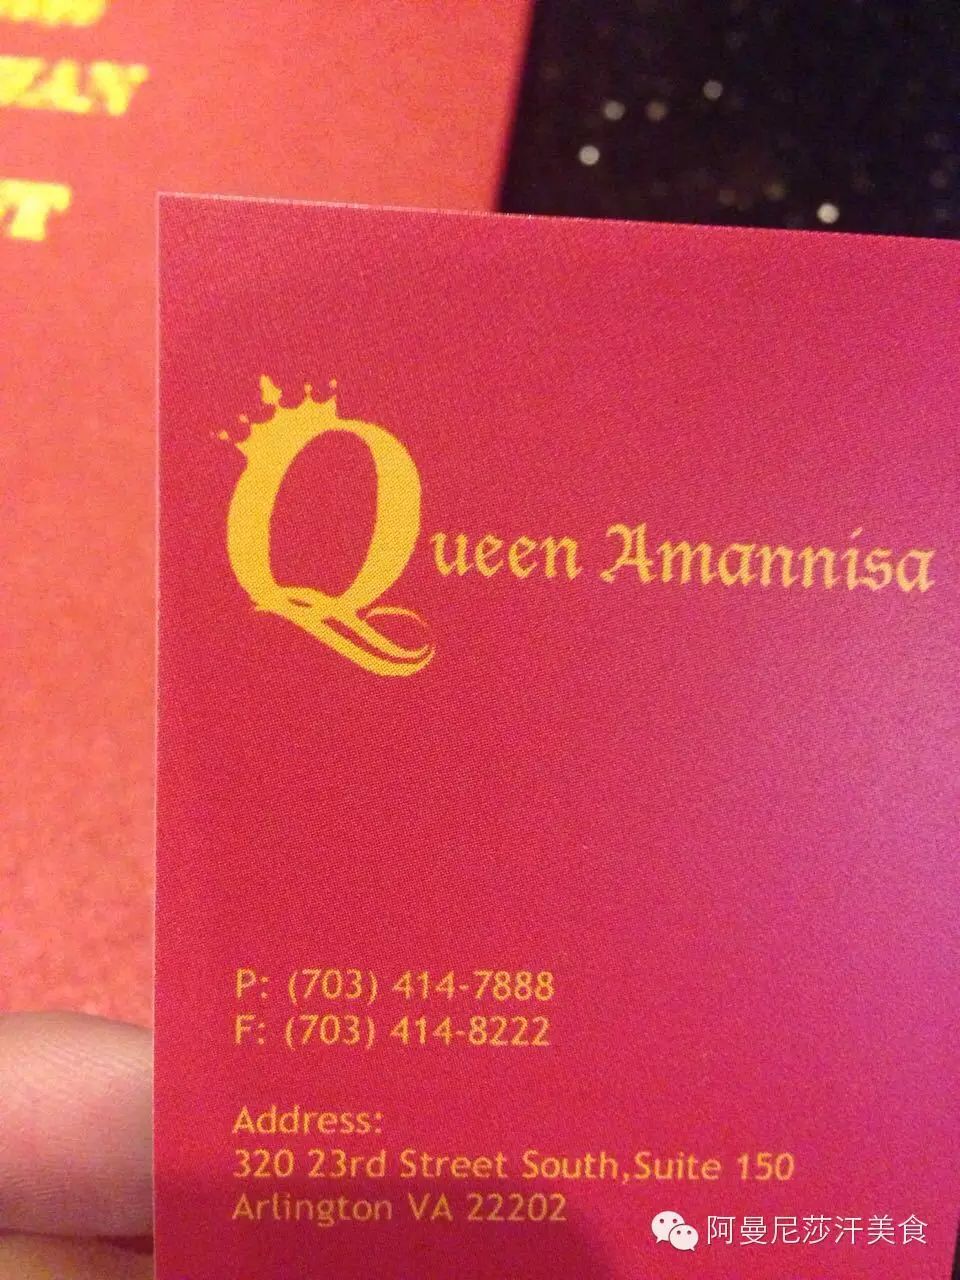 Queen Amannisa
P: (703) 414-7888
F: (703) 414-8222
Address:
320 23rd Street South,Suite 150
Arlington VA 22202
阿曼尼莎汗美食